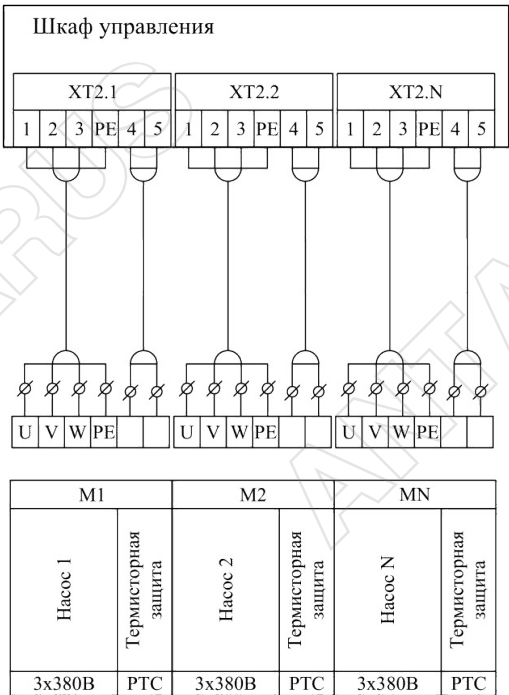 Шкаф управления
XT2.1 XT2.2 XT2.N
1 2 3 PE 4 5 1 2 3 PE 4 5 1 2 3 PE 4 5
U V W PE U V W PE U V W PE
M1 M2 MN
Насос 1 Термисторная защита Насос 2 Термисторная защита Насос N Термисторная защита
3x380В PTC 3x380В PTC 3x380В PTC